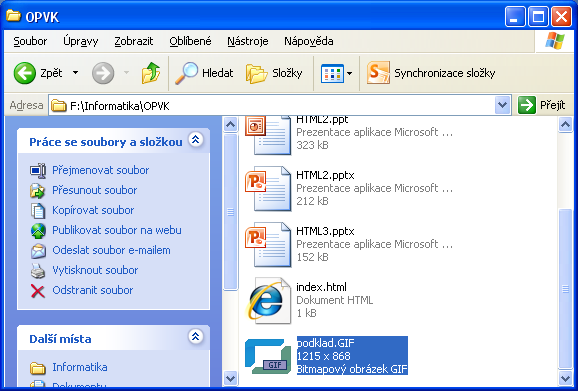 OPVK
Soubor Úpravy Zobrazit Oblíbené Nástroje Nápověda
Zpět Hledat Složky Synchronizace složky
Adresa F:\Informatika\OPVK Přejít
Práce se soubory a složkou
Přejmenovat soubor
Přesunout soubor
Kopírovat soubor
Publikovat soubor na webu
Odeslat soubor e-mailem
Vytisknout soubor
Odstranit soubor
Další místa
Informatika
Dokumenty
HTML2.ppt
Prezentace aplikace Microsoft ...
323 kB
HTML2.pptx
Prezentace aplikace Microsoft ...
212 kB
HTML3.pptx
Prezentace aplikace Microsoft ...
152 kB
index.html
Dokument HTML
1 kB
GIF
podklad.GIF
1215 x 868
Bitmapový obrázek GIF